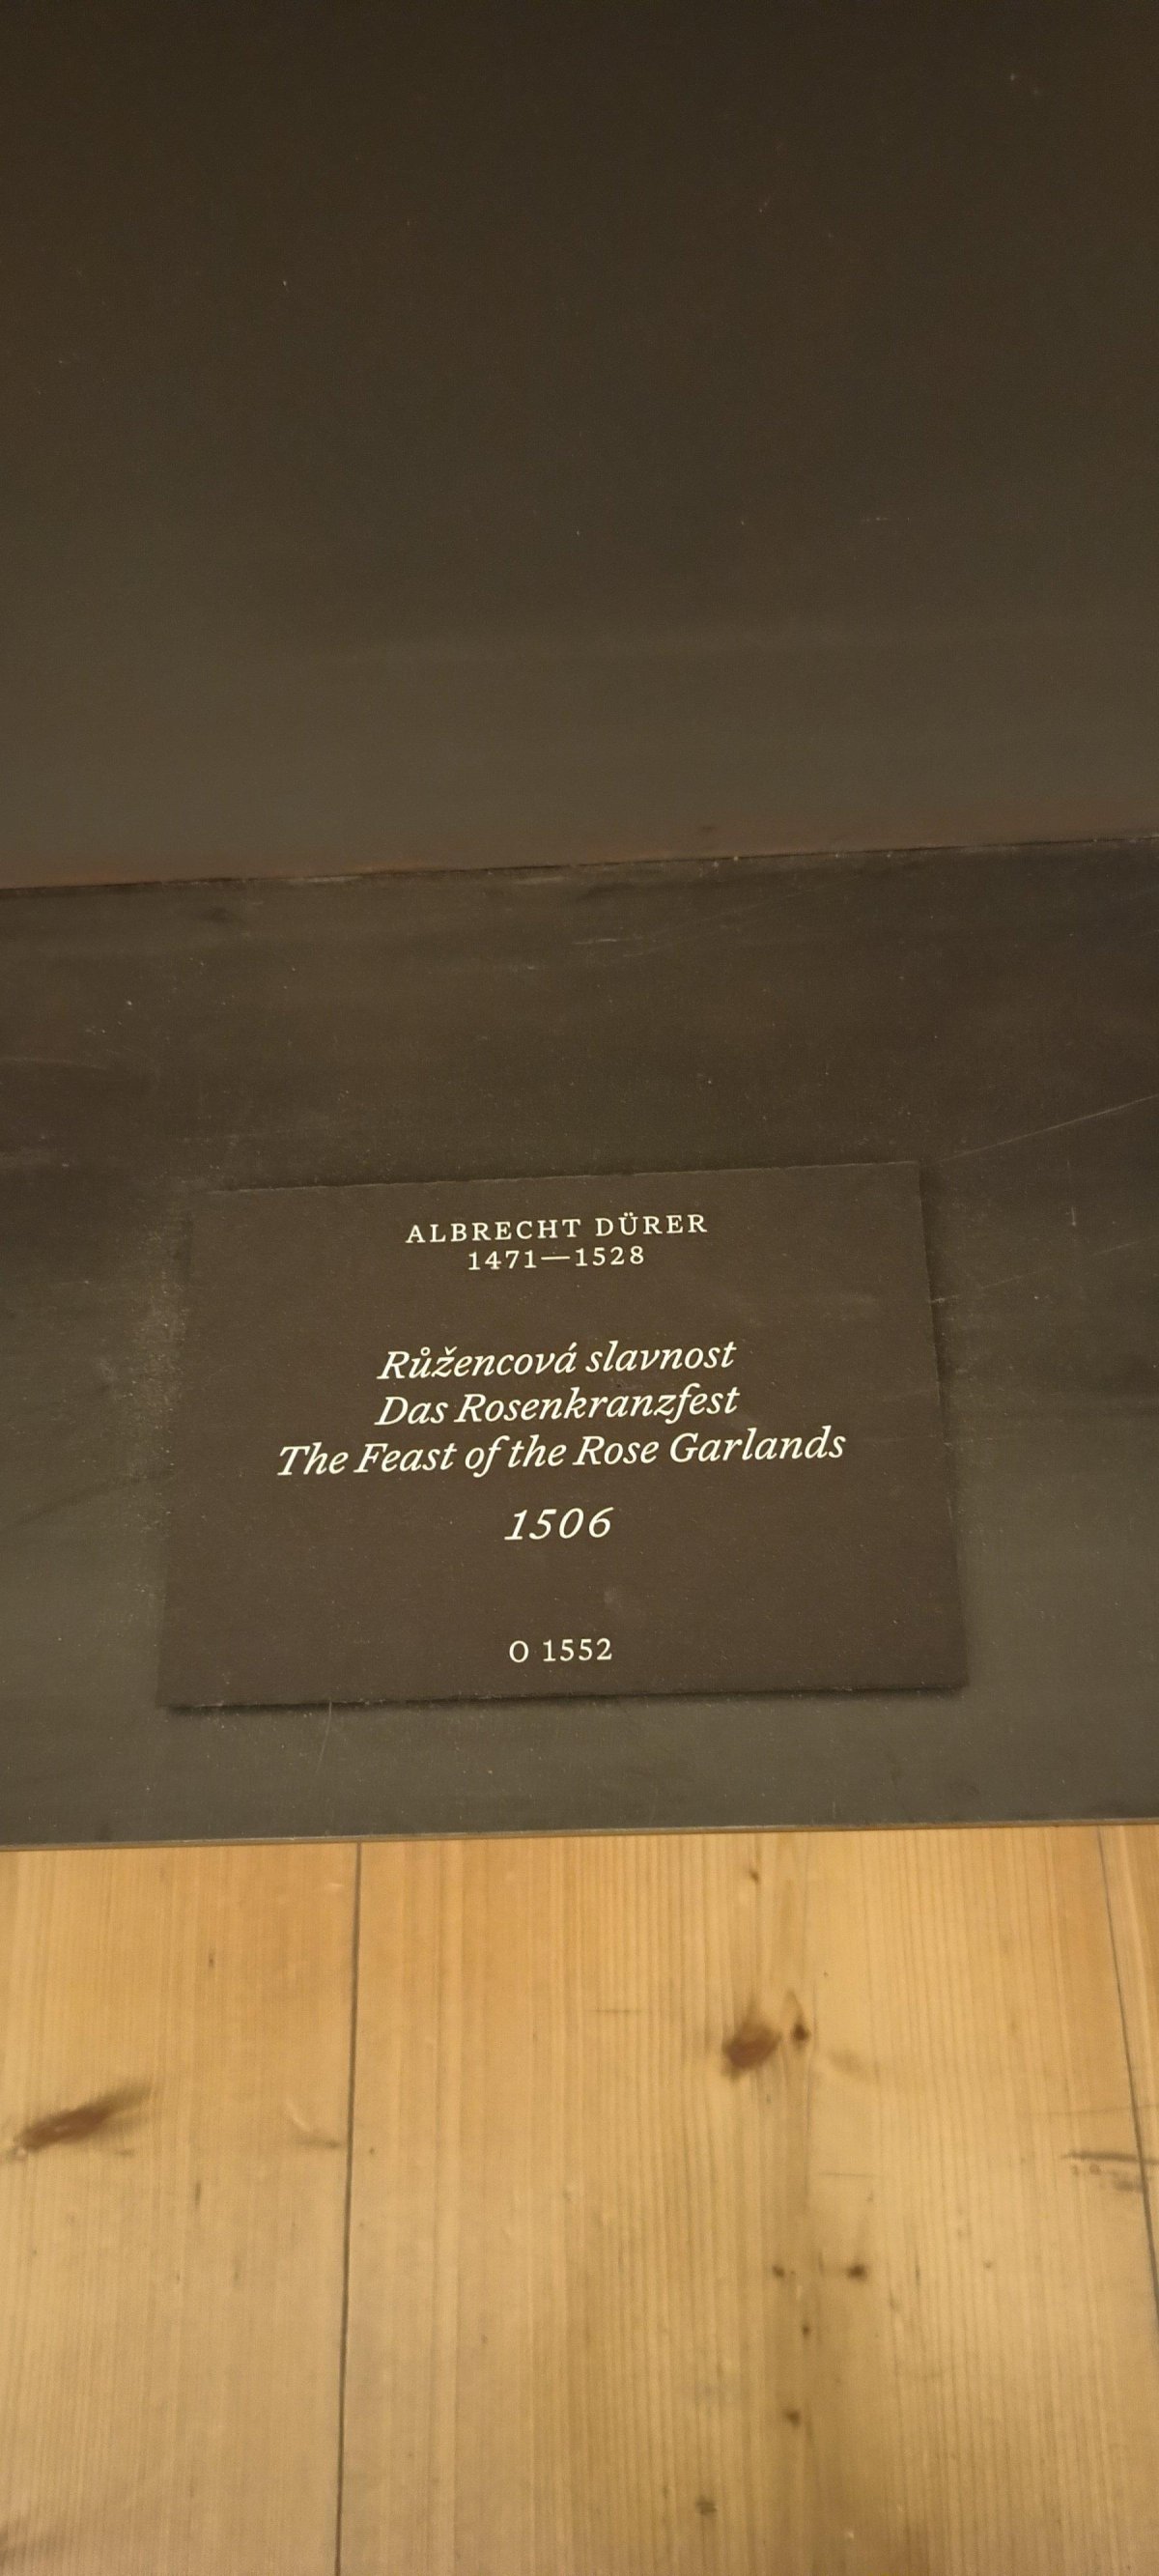 ALBRECHT DÜRER
1471—1528
Růžencová slavnost
Das Rosenkranzfest
The Feast of the Rose Garlands
1506
O 1552